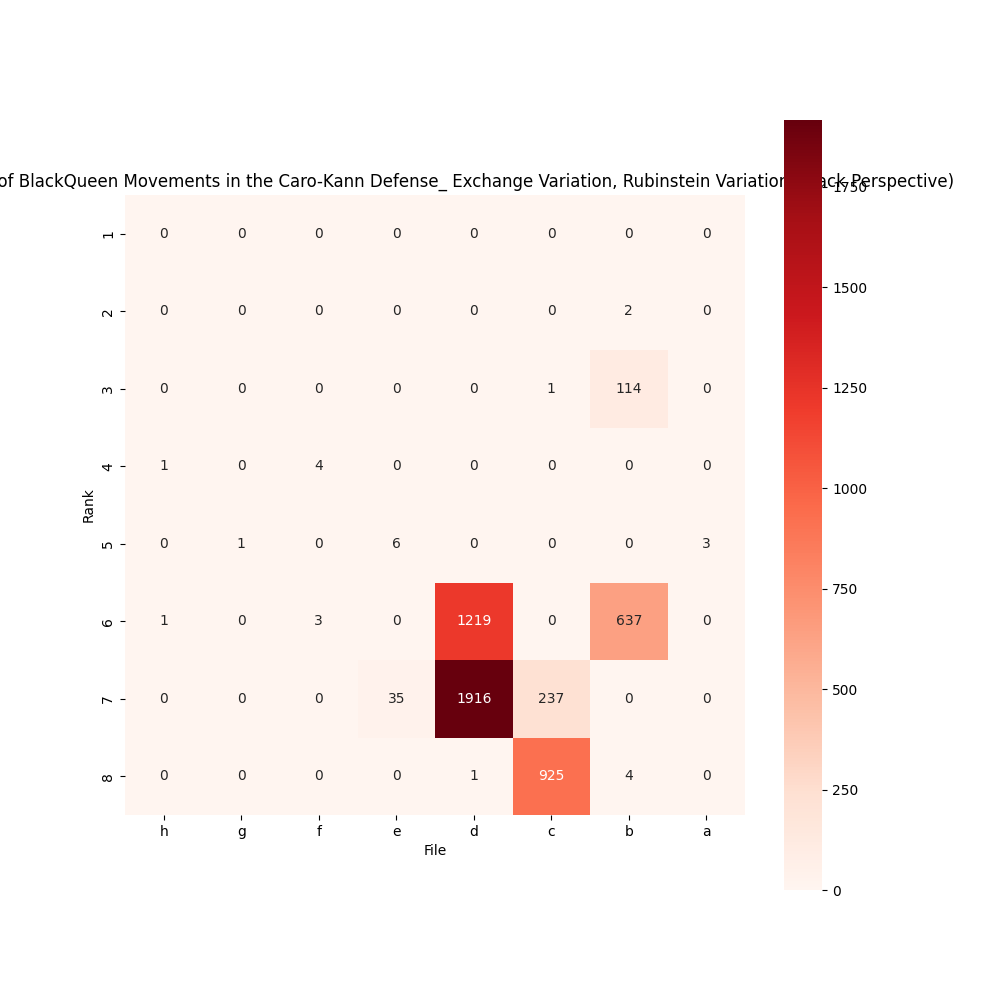 of BlackQueen Movements in the Caro-Kann Defense_ Exchange Variation, Rubinstein Variation Perspective)
1 0 0 0 0 0 0 0 0
2 0 0 0 0 0 0 2 0
3 0 0 0 0 0 1 114 0
4 1 0 4 0 0 0 0 0
5 0 1 0 6 0 0 0 3
6 1 0 3 0 1219 0 637 0
7 0 0 0 35 1916 237 0 0
8 0 0 0 0 1 925 4 0
h g f e d c b a
File
Rank
1750
1500
1250
1000
750
500
250
0